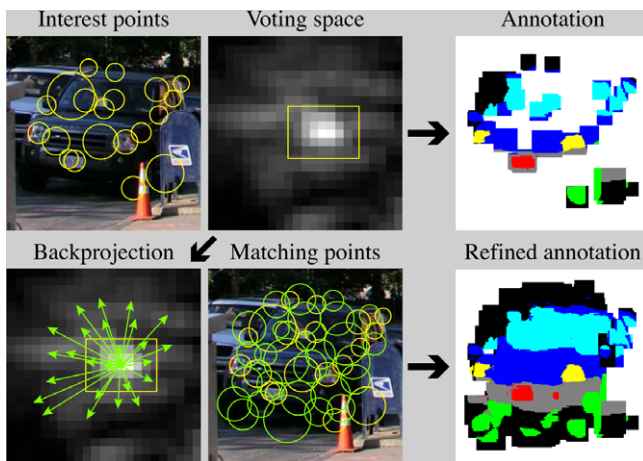 Interest points
Voting space
Annotation
Backprojection
Matching points
Refined annotation